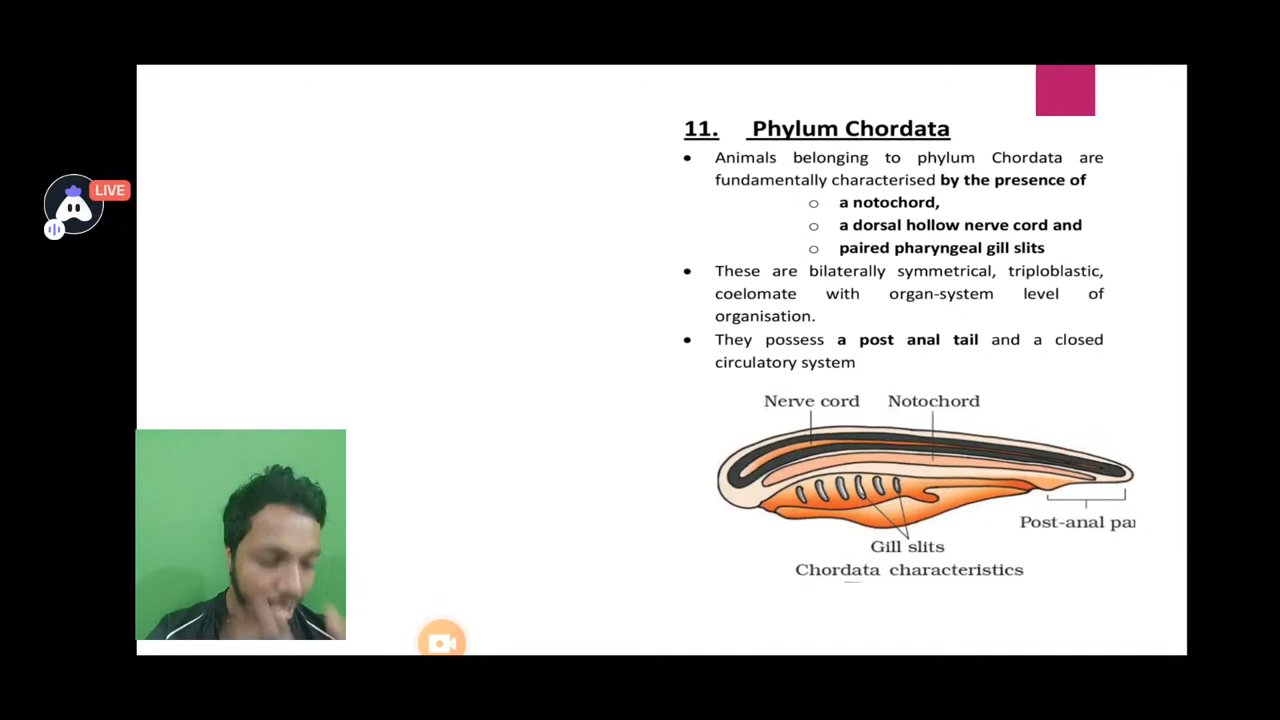 LIVE
11. Phylum Chordata
• Animals belonging to phylum Chordata are
fundamentally characterised by the presence of
o a notochord,
o a dorsal hollow nerve cord and
o paired pharyngeal gill slits
• These are bilaterally symmetrical, triploblastic,
coelomate with organ-system level of
organisation.
• They possess a post anal tail and a closed
circulatory system
Nerve cord Notochord
Post-anal pa
Gill slits
Chordata characteristics